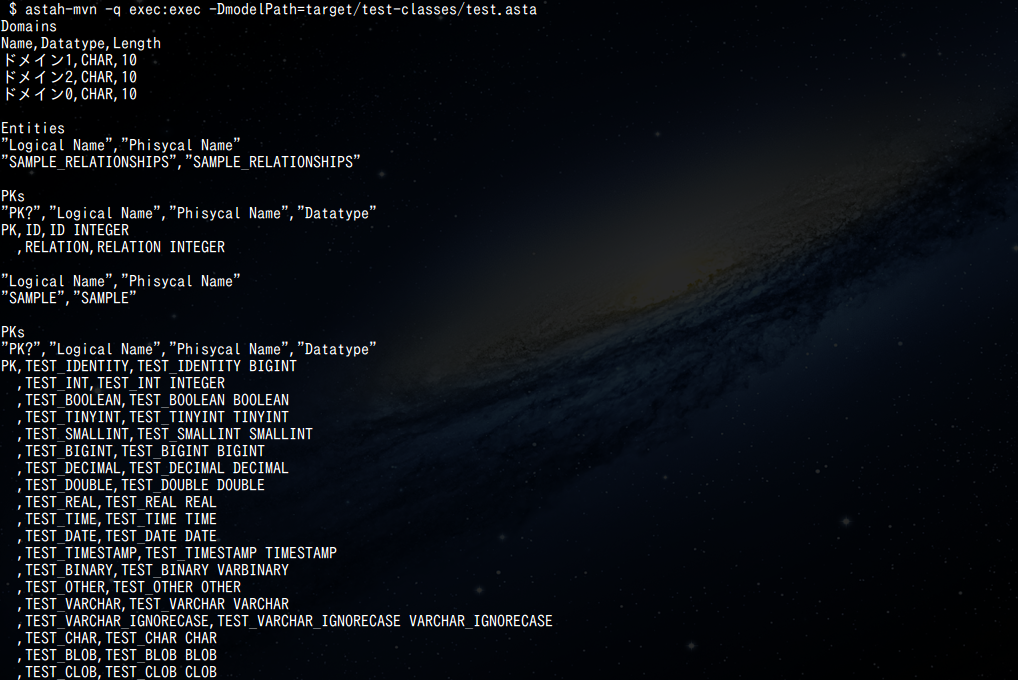 $ astah-mvn -q exec:exec -DmodelPath=target/test-classes/test.asta
Domains
Name,Datatype,Length
ドメイン1,CHAR,10
ドメイン2,CHAR,10
ドメイン0,CHAR,10
Entities
"Logical Name","Phisycal Name"
"SAMPLE_RELATIONSHIPS","SAMPLE_RELATIONSHIPS"
PKs
"PK?","Logical Name","Phisycal Name","Datatype"
PK,ID,ID INTEGER
,RELATION,RELATION INTEGER
"Logical Name","Phisycal Name"
"SAMPLE","SAMPLE"
PKs
"PK?","Logical Name","Phisycal Name","Datatype"
PK,TEST_IDENTITY,TEST_IDENTITY BIGINT
,TEST_INT,TEST_INT INTEGER
,TEST_BOOLEAN,TEST_BOOLEAN BOOLEAN
,TEST_TINYINT,TEST_TINYINT TINYINT
,TEST_SMALLINT,TEST_SMALLINT SMALLINT
,TEST_BIGINT,TEST_BIGINT BIGINT
,TEST_DECIMAL,TEST_DECIMAL DECIMAL
,TEST_DOUBLE,TEST_DOUBLE DOUBLE
,TEST_REAL,TEST_REAL REAL
,TEST_TIME,TEST_TIME TIME
,TEST_DATE,TEST_DATE DATE
,TEST_TIMESTAMP,TEST_TIMESTAMP TIMESTAMP
,TEST_BINARY,TEST_BINARY VARBINARY
,TEST_OTHER,TEST_OTHER OTHER
,TEST_VARCHAR,TEST_VARCHAR VARCHAR
,TEST_VARCHAR_IGNORECASE,TEST_VARCHAR_IGNORECASE VARCHAR_IGNORECASE
,TEST_CHAR,TEST_CHAR CHAR
,TEST_BLOB,TEST_BLOB BLOB
,TEST_CLOB,TEST_CLOB CLOB